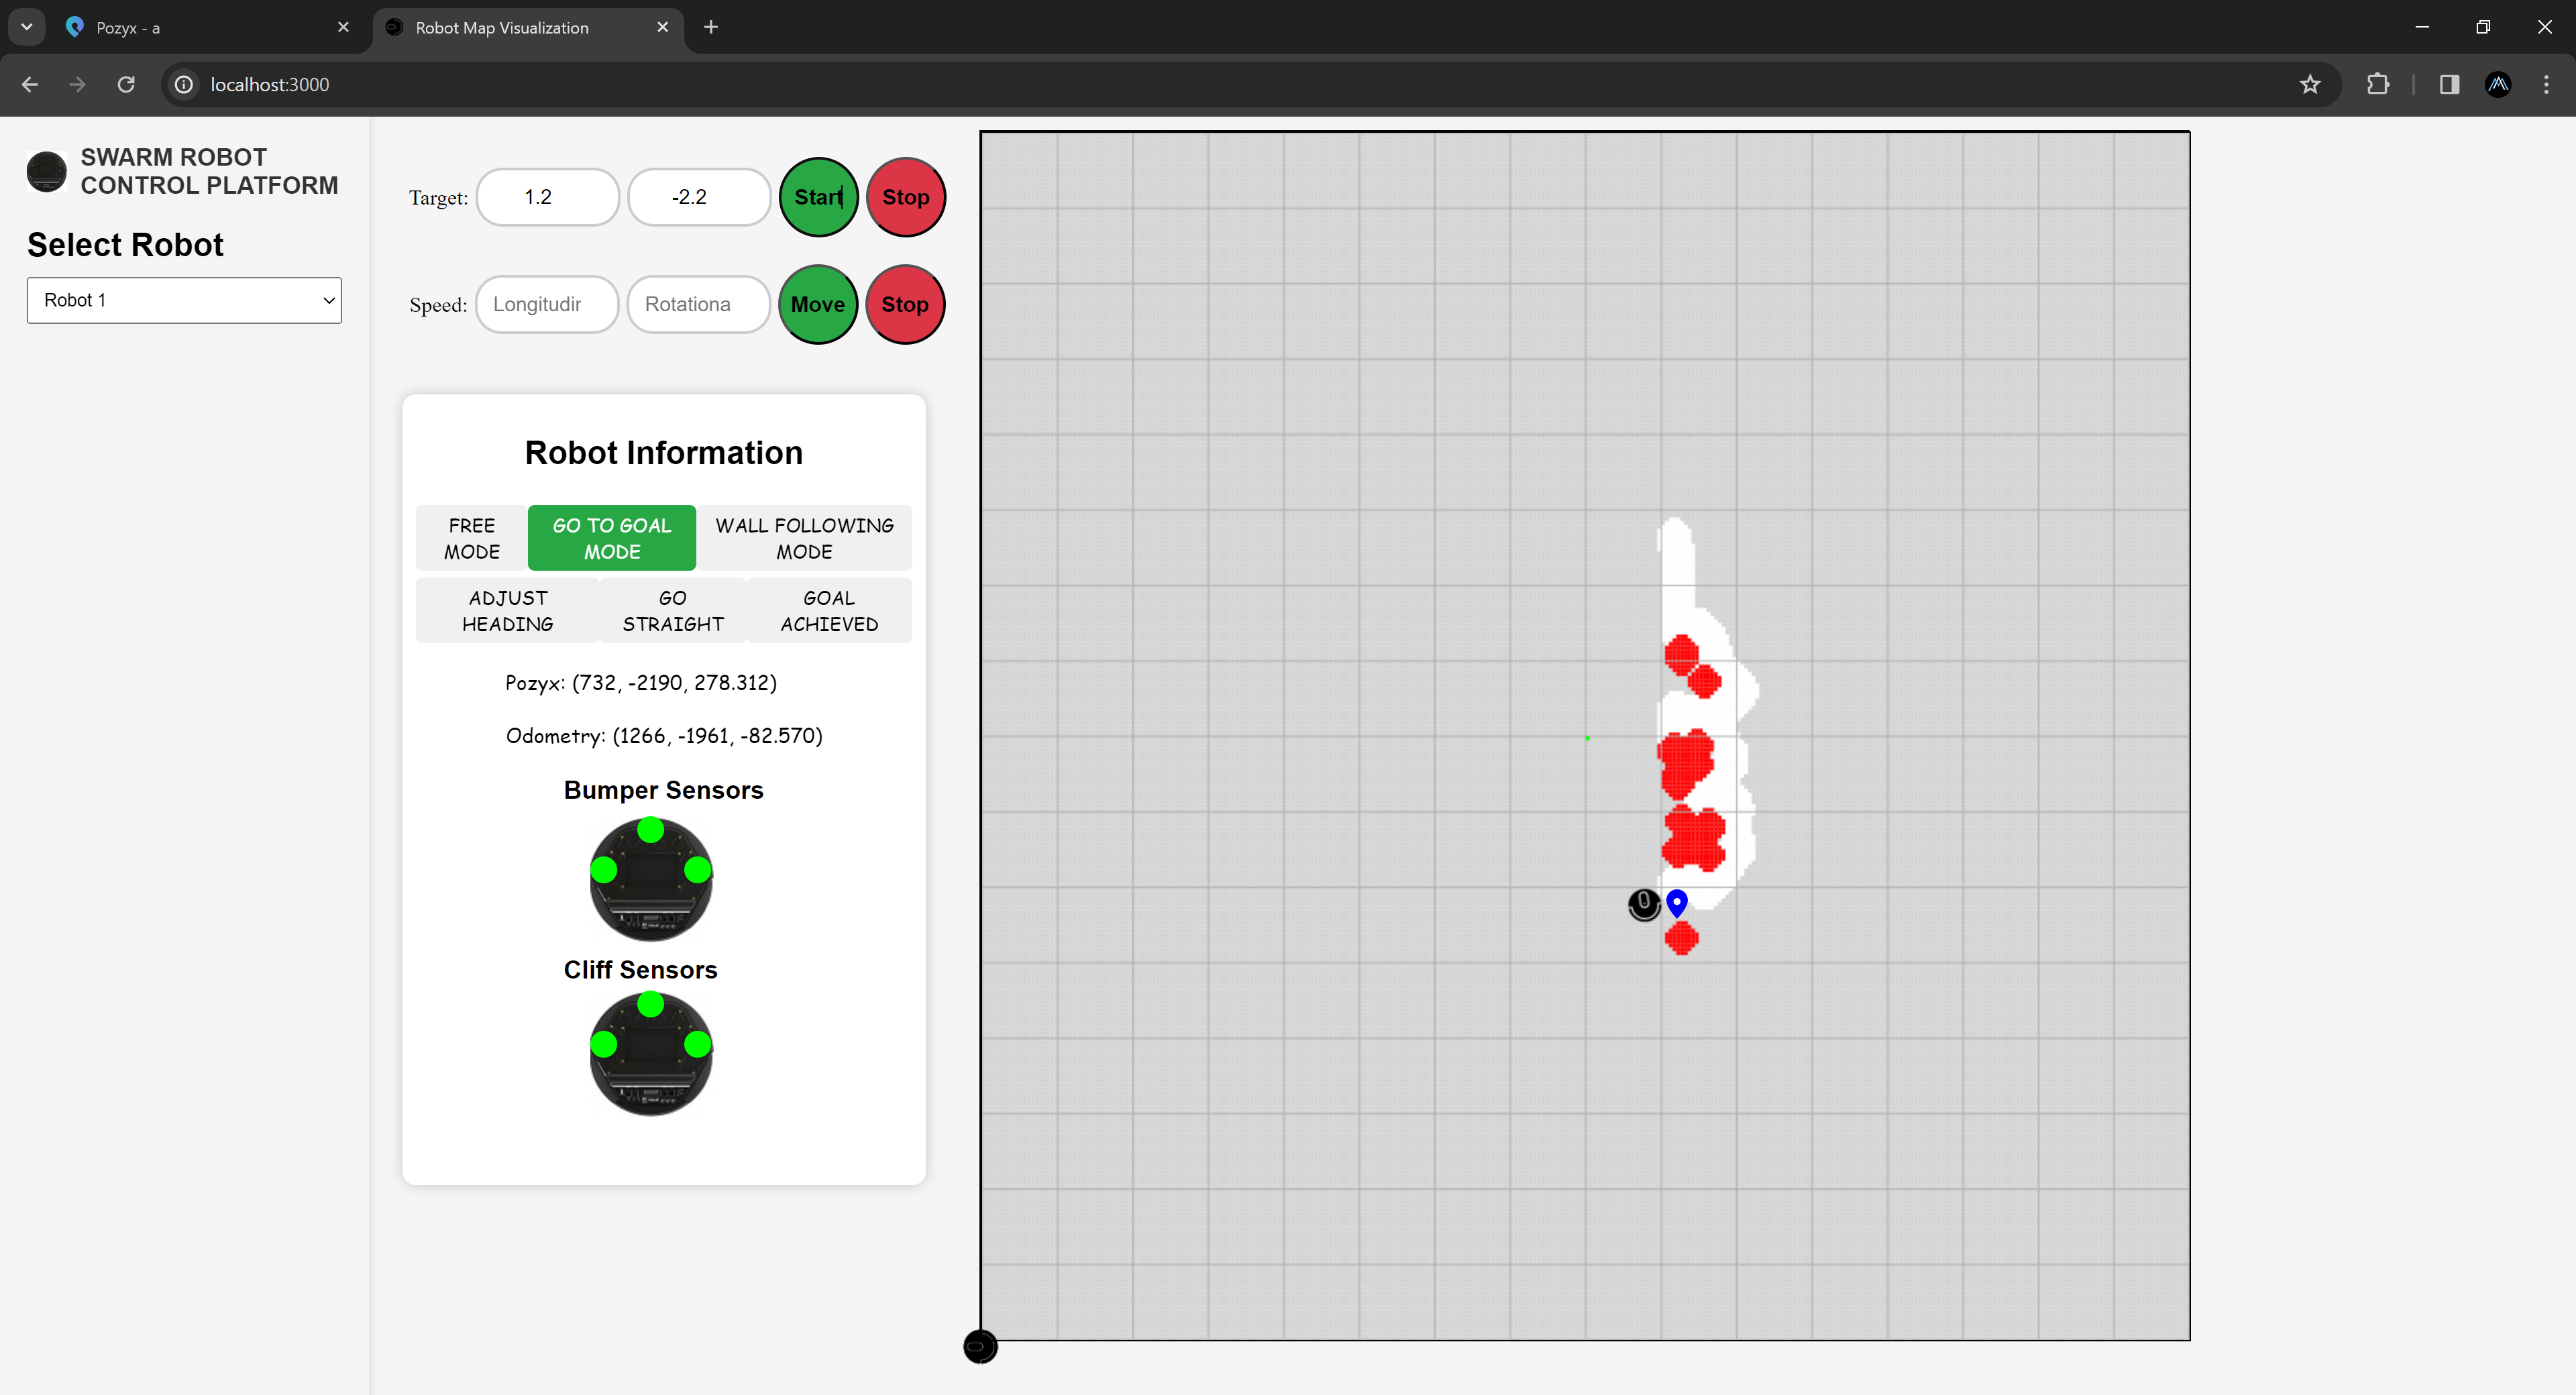 Pozyx - a
Robot Map Visualization
localhost:3000
SWARM ROBOT
CONTROL PLATFORM
Select Robot
Robot 1
Target: 1.2 -2.2 Start Stop
Speed: Longitudir Rotationa Move Stop
Robot Information
FREE
MODE
GO TO GOAL
MODE
WALL FOLLOWING
MODE
ADJUST
HEADING
GO
STRAIGHT
GOAL
ACHIEVED
Pozyx: (732, -2190, 278.312)
Odometry: (1266, -1961, -82.570)
Bumper Sensors
Cliff Sensors